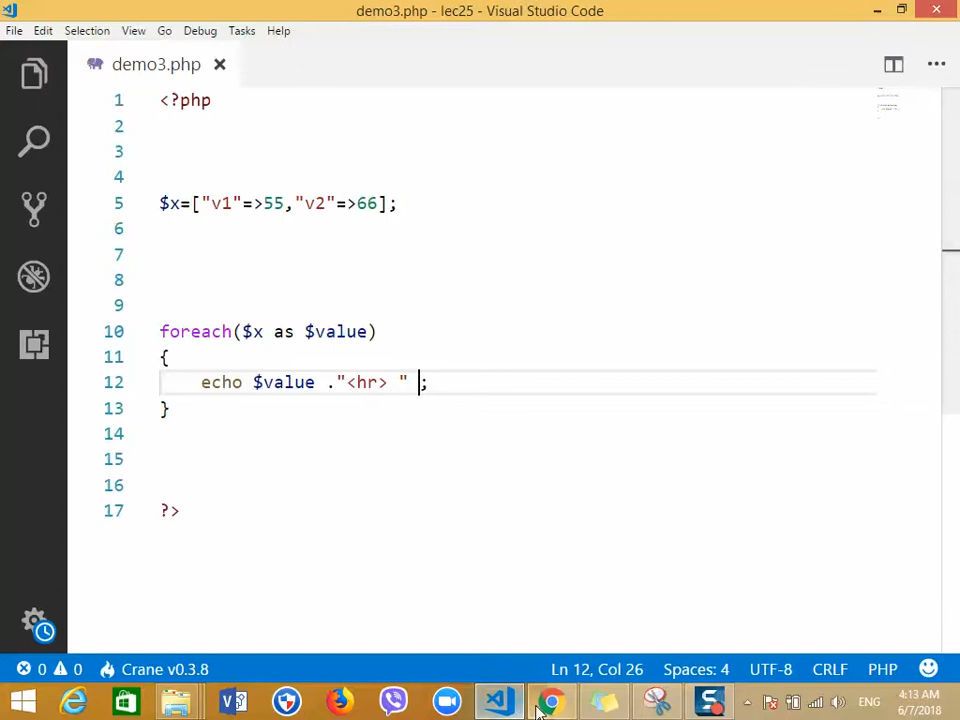 demo3.php - lec25 - Visual Studio Code
File Edit Selection View Go Debug Tasks Help
demo3.php
1 <?php
2
3
4
5 $x=["v1"=>55,"v2"=>66];
6
7
8
9
10 foreach($x as $value)
11 {
12 echo $value ."<hr> " ;
13 }
14
15
16
17 ?>
0 0 Crane v0.3.8 Ln 12, Col 26 Spaces: 4 UTF-8 CRLF PHP
ENG
4:13 AM
6/7/2018